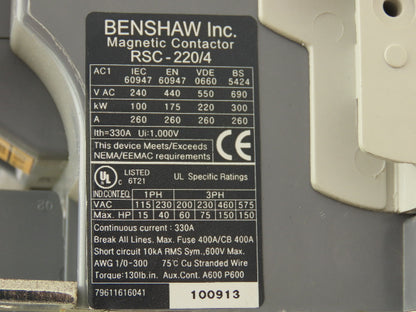 BENSHAW Inc.
Magnetic Contactor
RSC-220/4
AC1 IEC 60947 EN 60947 VDE 0660 BS 5424
V AC 240 440 550 690
kW 100 175 220 300
A 260 260 260 260
Ith=330A Ui:1,000V
This device Meets/Exceeds
NEMA/EEMAC requirements
CE
UL c LISTED 6T21 UL Specific Ratings
IND.CONT.EQ. 1PH 3PH
VAC 115 230 200 230 460 575
Max. HP 15 40 60 75 150 150
Continuous current : 330A
Break All Lines. Max. Fuse 400A/CB 400A
Short circuit 10kA RMS Sym.,600V Max.
AWG 1/0-300 75℃ Cu Stranded Wire
Torque:130lb.in. Aux.Cont. A600 P600
79611616041 100913